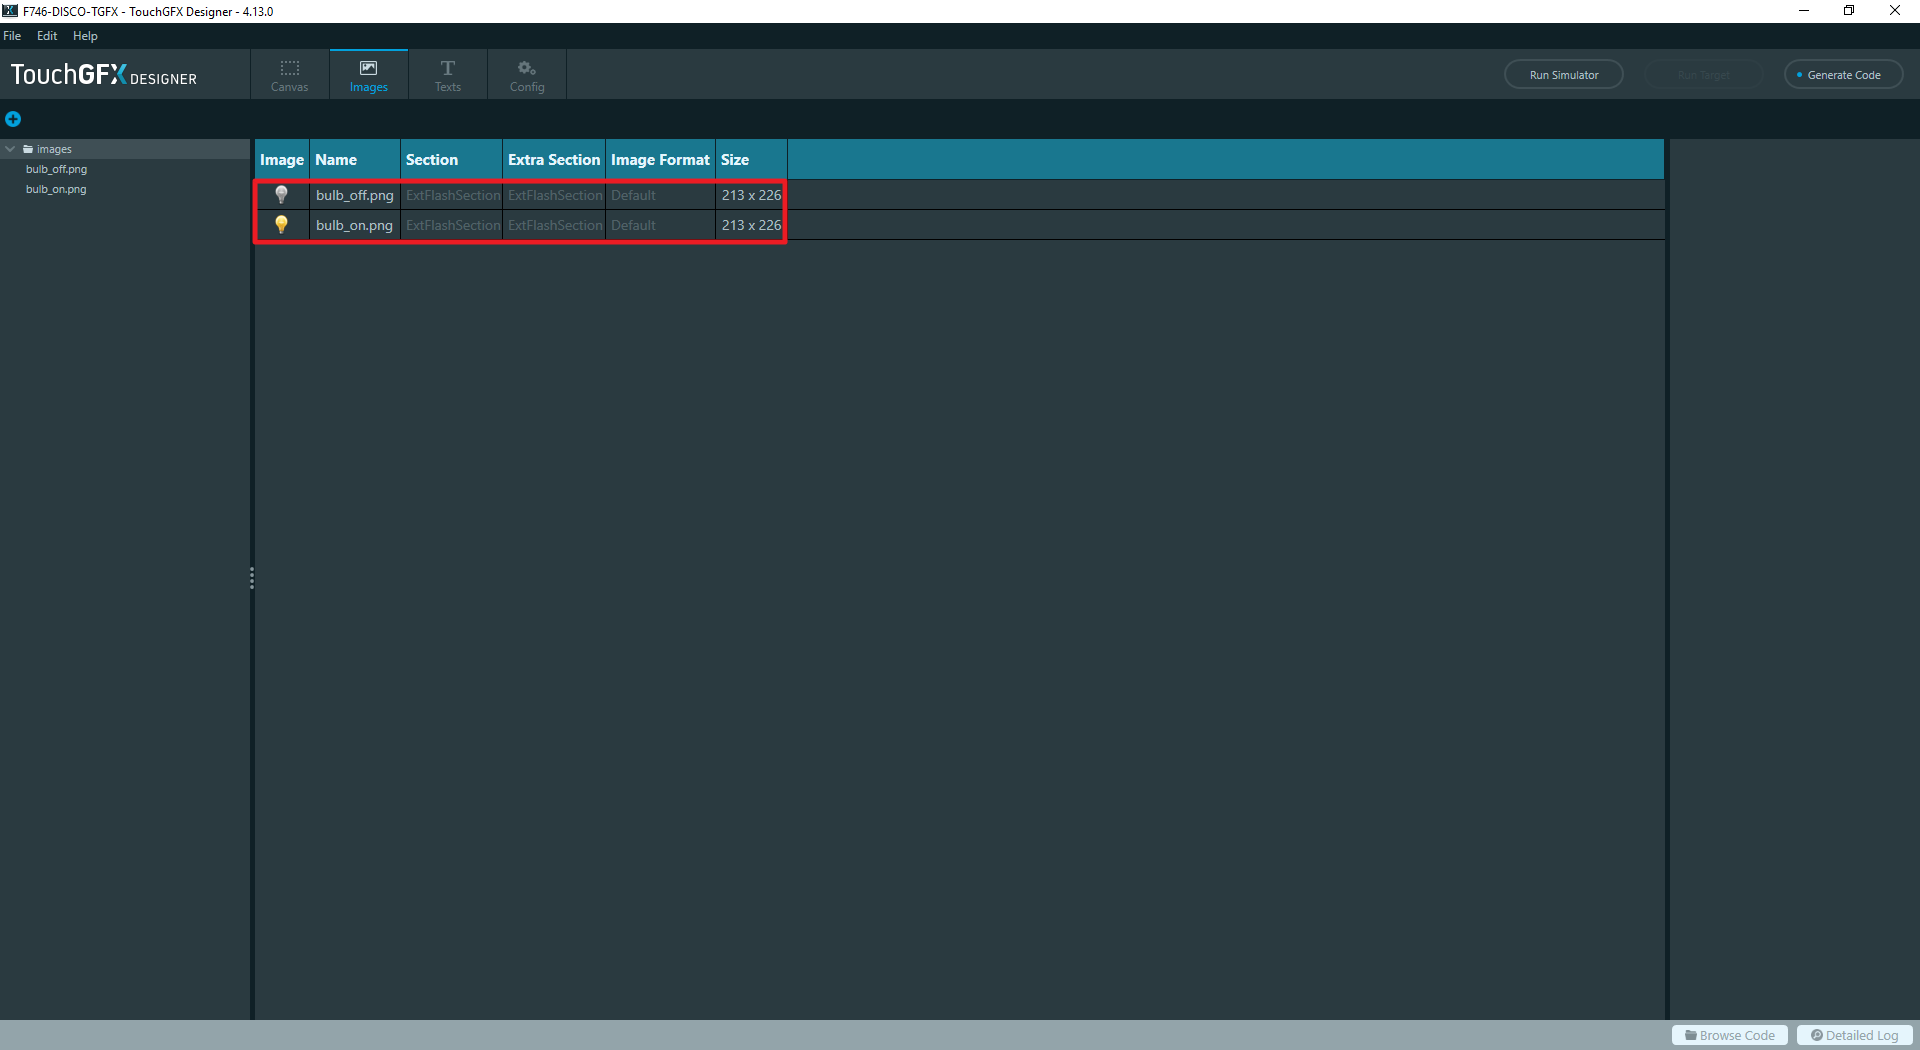 F746-DISCO-TGFX - TouchGFX Designer - 4.13.0
File Edit Help
TouchGFX DESIGNER
Canvas
Images
Texts
Config
Run Simulator
Run Target
Generate Code
images
bulb_off.png
bulb_on.png
Image Name Section Extra Section Image Format Size
bulb_off.png ExtFlashSection ExtFlashSection Default 213 x 226
bulb_on.png ExtFlashSection ExtFlashSection Default 213 x 226
Browse Code Detailed Log